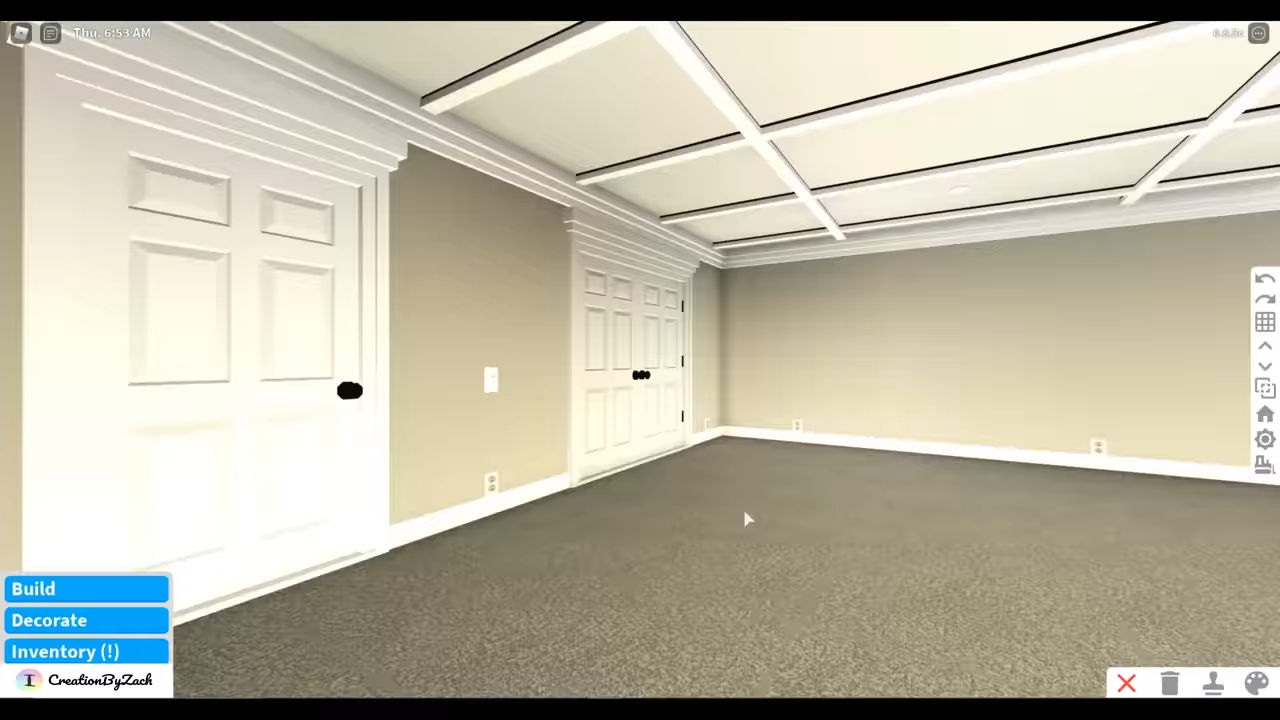 Thu. 6:53 AM
Build
Decorate
Inventory (!)
CreationByZach